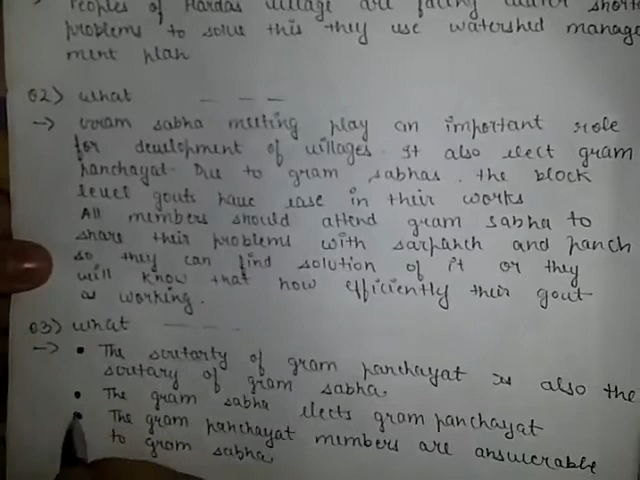 Peoples of Hardas village are facing water short
problems to solve this they use watershed manage
ment plan
02) What _ _ _
→ Gram sabha meeting play an important role
for development of villages. It also elect gram
panchayat. Due to gram sabhas. the block
level govts have ease in their works
All members should attend gram sabha to
share their problems with sarpanch and panch
so they can find solution of it or they
will know that how efficiently their govt
is working.
03) What _ _ _ _
→ • The scutarty of gram panchayat is also the
scutary of gram sabha.
• The gram sabha elects gram panchayat
• The gram panchayat members are answerable
to gram sabha